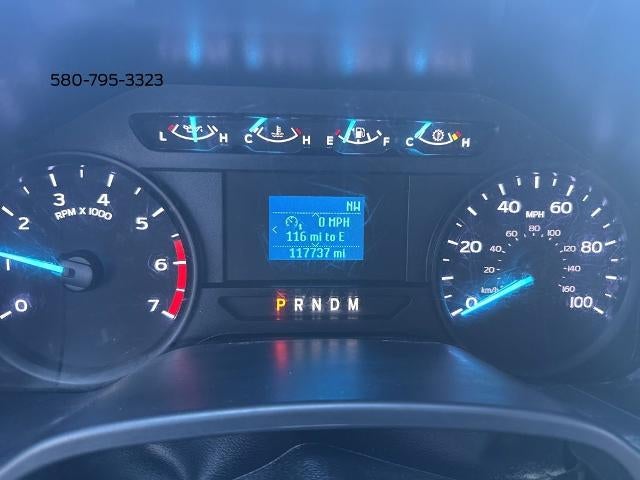 580-795-3323
L H C H E F C H
1 2 3 4 5 6 7 0
RPM X 1000
NW
0 MPH
< 116 mi to E
117737 mi
P R N D M
0 20 40 60 80 100
MPH
20 40 60 80 100 120 140 160
km/h